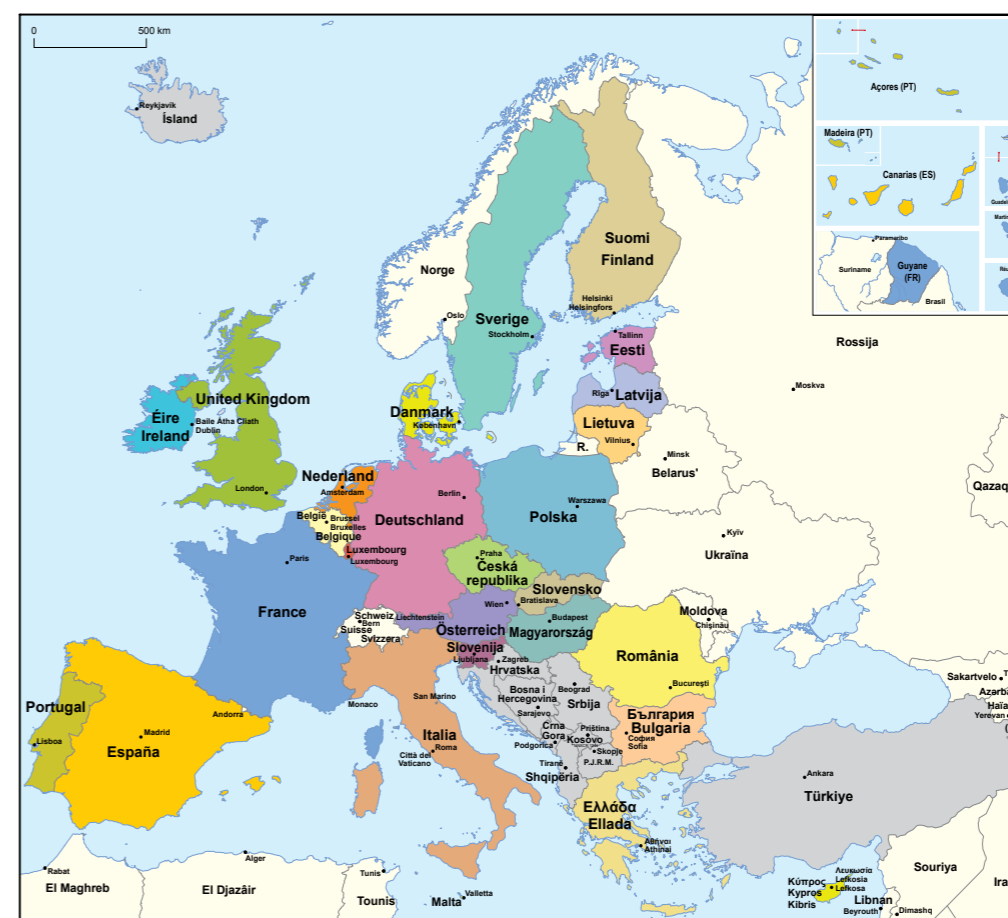 0 500 km
Açores (PT)
Madeira (PT)
Canarias (ES)
Paramaribo
Suriname
Guyane
(FR)
Brasil
Reykjavík
Ísland
Norge
Oslo
Sverige
Stockholm
Suomi
Finland
Helsinki
Helsingfors
Tallinn
Eesti
Rīga
Latvija
Lietuva
Vilnius
R.
Rossija
Moskva
Minsk
Belarus'
Danmark
København
United Kingdom
London
Éire
Ireland
Baile Átha Cliath
Dublin
Nederland
Amsterdam
België
Brussel
Bruxelles
Belgique
Luxembourg
Luxembourg
Berlin
Deutschland
Warszawa
Polska
Kyïv
Ukraïna
Paris
France
Praha
Česká
republika
Slovensko
Bratislava
Wien
Österreich
Liechtenstein
Schweiz
Bern
Suisse
Svizzera
Budapest
Magyarország
Slovenija
Ljubljana
Zagreb
Hrvatska
Moldova
Chişinău
România
Bucureşti
Bosna i
Hercegovina
Sarajevo
Beograd
Srbija
Crna
Gora
Podgorica
Priština
Kosovo
Skopje
P.J.R.M.
Tiranë
Shqipëria
България
Bulgaria
София
Sofia
Portugal
Lisboa
Madrid
España
Andorra
Monaco
San Marino
Italia
Roma
Città del
Vaticano
Ελλάδα
Ellada
Αθήναι
Athinai
Ankara
Türkiye
Sakartvelo
Yerevan
Rabat
El Maghreb
Alger
El Djazâir
Tunis
Tounis
Valletta
Malta
Κύπρος
Kypros
Kibris
Λευκωσία
Lefkosia
Lefkosa
Libnan
Beyrouth
Dimashq
Souriya